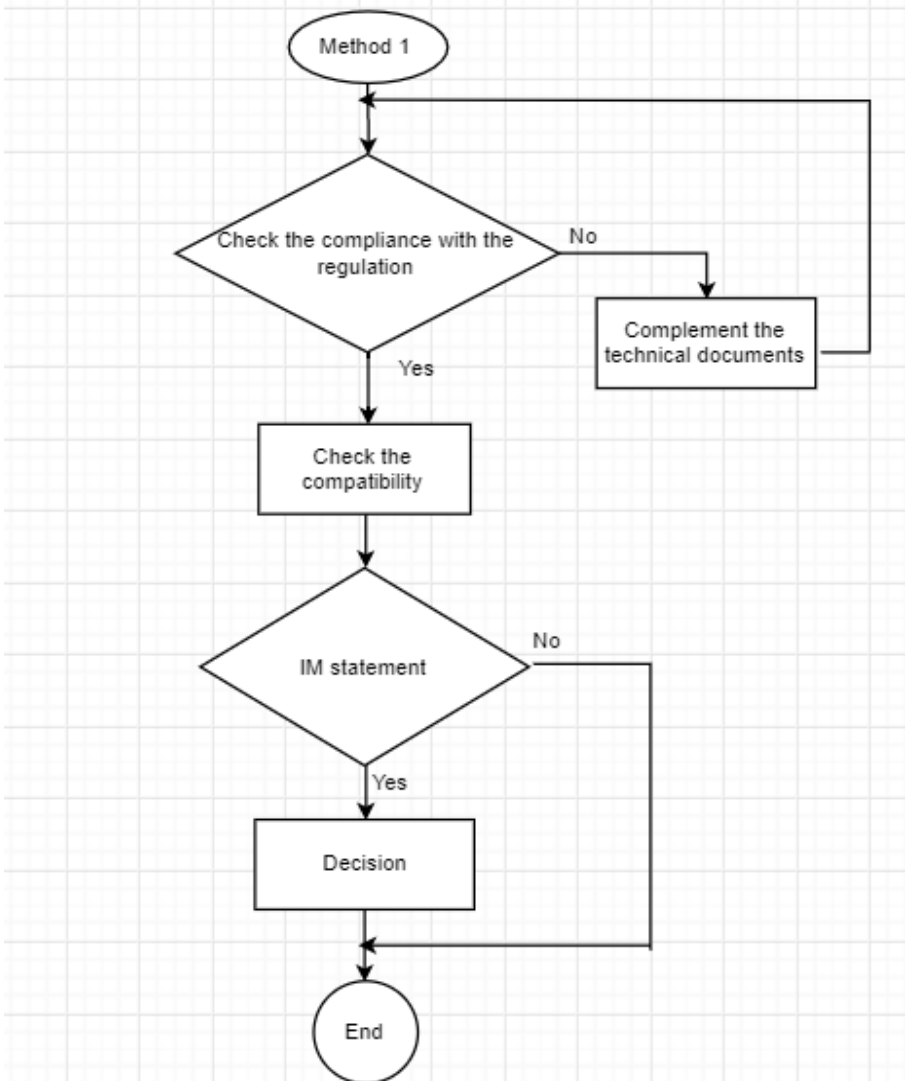 Method 1
Check the compliance with the
regulation
No
Complement the
technical documents
Yes
Check the
compatibility
No
IM statement
Yes
Decision
End